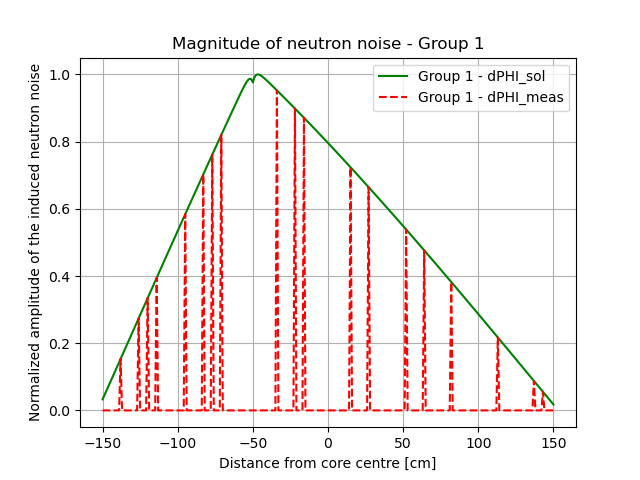 Magnitude of neutron noise - Group 1
Group 1 - dPHI_sol
Group 1 - dPHI_meas
Normalized amplitude of the induced neutron noise
1.0
0.8
0.6
0.4
0.2
0.0
−150 −100 −50 0 50 100 150
Distance from core centre [cm]